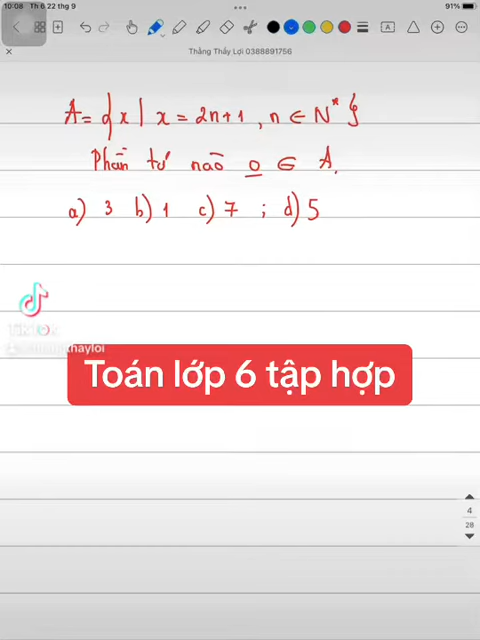 10:08 Th 6 22 thg 9
91%
Thăng Thầy Lợi 0388891756
A = { x | x = 2n+1 , n ∈ N* }
Phần tử nào o ∈ A.
a) 3 b) 1 c) 7 ; d) 5
TikTok
Toán lớp 6 tập hợp
4
28